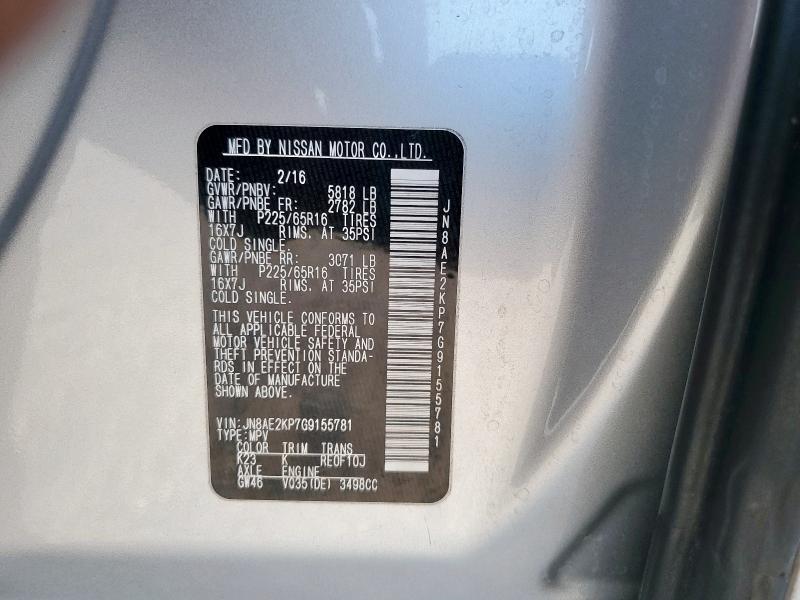 MFD BY NISSAN MOTOR CO.,LTD.
DATE: 2/16
GVWR/PNBV: 5818 LB
GAWR/PNBE FR: 2782 LB
WITH P225/65R16 TIRES
16X7J RIMS, AT 35PSI
COLD SINGLE.
GAWR/PNBE RR: 3071 LB
WITH P225/65R16 TIRES
16X7J RIMS. AT 35PSI
COLD SINGLE.
THIS VEHICLE CONFORMS TO
ALL APPLICABLE FEDERAL
MOTOR VEHICLE SAFETY AND
THEFT PREVENTION STANDA-
RDS IN EFFECT ON THE
DATE OF MANUFACTURE
SHOWN ABOVE.
VIN: JN8AE2KP7G9155781
TYPE: MPV
COLOR TRIM TRANS
K23 K RE0F10J
AXLE ENGINE
GW46 VQ35(DE) 3498CC
JN8AE2KP7G9155781